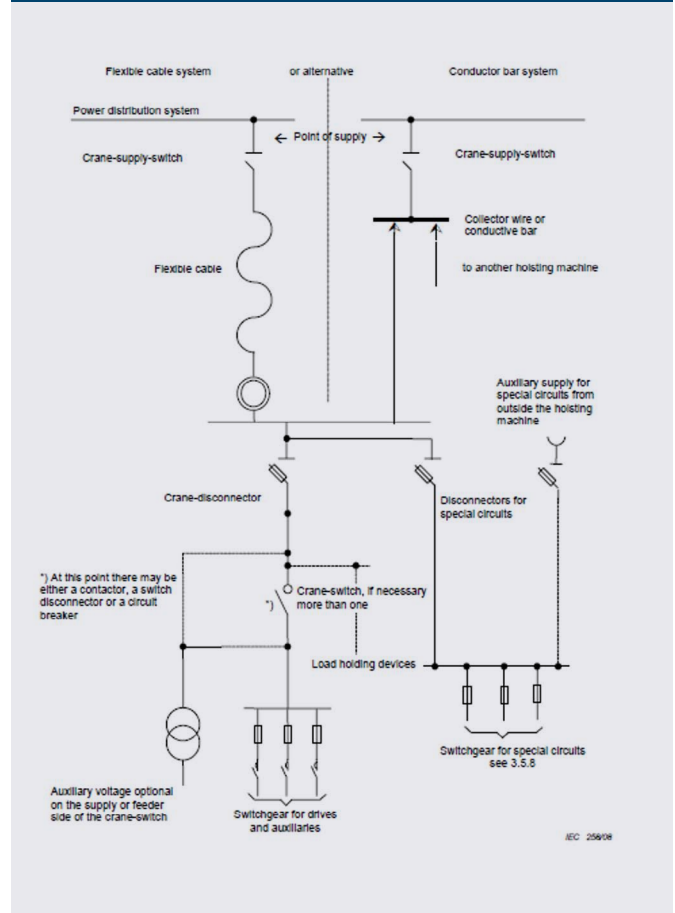 Flexible cable system
or alternative
Conductor bar system
Power distribution system
← Point of supply →
Crane-supply-switch
Crane-supply-switch
Collector wire or
conductive bar
Flexible cable
to another hoisting machine
Auxiliary supply for
special circuits from
outside the hoisting
machine
Crane-disconnector
Disconnectors for
special circuits
*) At this point there may be
either a contactor, a switch
disconnector or a circuit
breaker
*)
Crane-switch, if necessary
more than one
Load holding devices
Switchgear for special circuits
see 3.5.8
Auxiliary voltage optional
on the supply or feeder
side of the crane-switch
Switchgear for drives
and auxiliaries
IEC 258/08